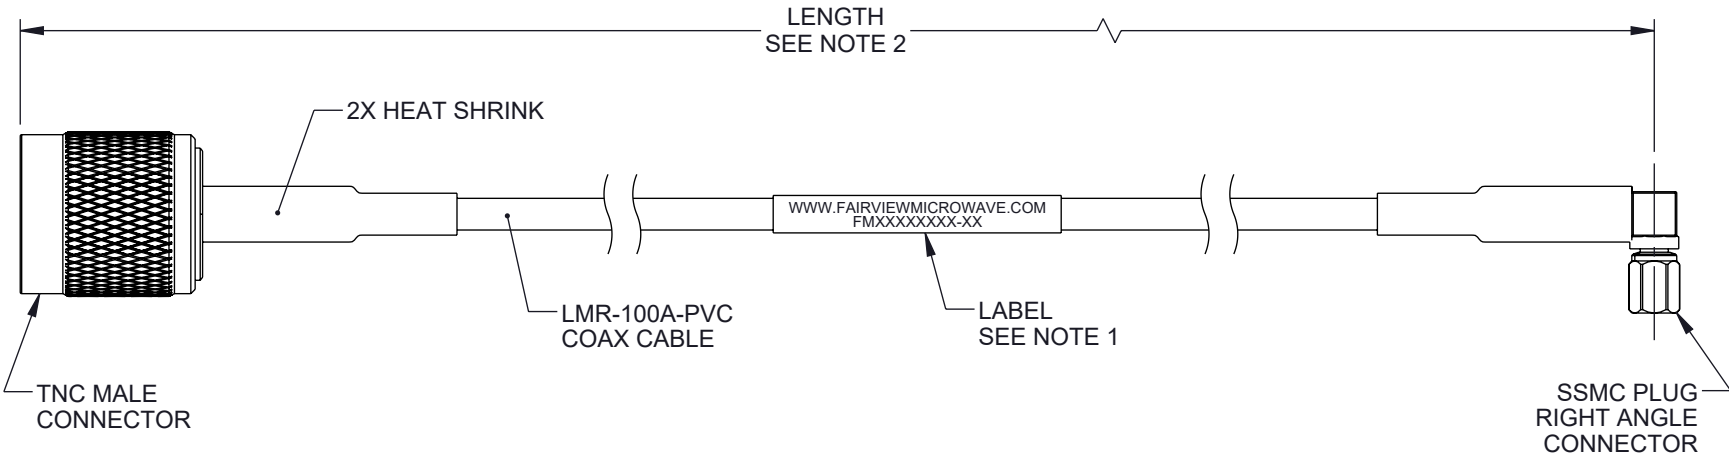 LENGTH
SEE NOTE 2
2X HEAT SHRINK
WWW.FAIRVIEWMICROWAVE.COM
FMXXXXXXXX-XX
LMR-100A-PVC
COAX CABLE
LABEL
SEE NOTE 1
TNC MALE
CONNECTOR
SSMC PLUG
RIGHT ANGLE
CONNECTOR